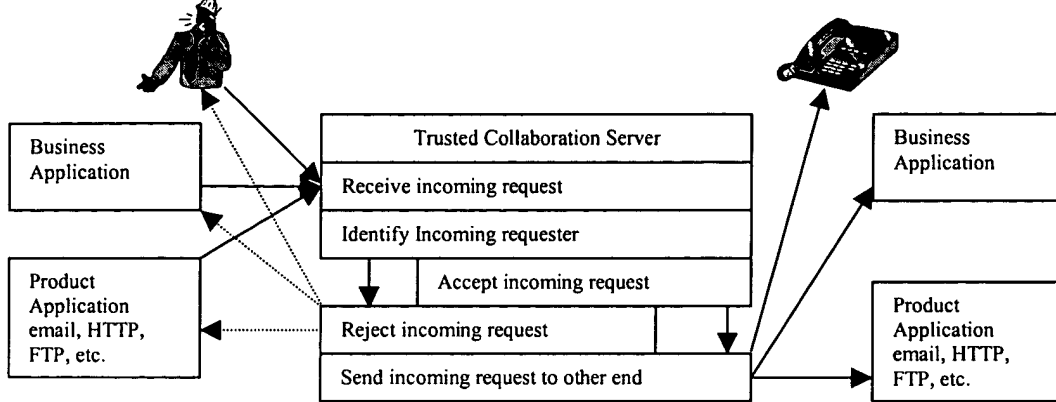 Business
Application
Product
Application
email, HTTP,
FTP, etc.
Trusted Collaboration Server
Receive incoming request
Identify Incoming requester
Accept incoming request
Reject incoming request
Send incoming request to other end
Business
Application
Product
Application
email, HTTP,
FTP, etc.